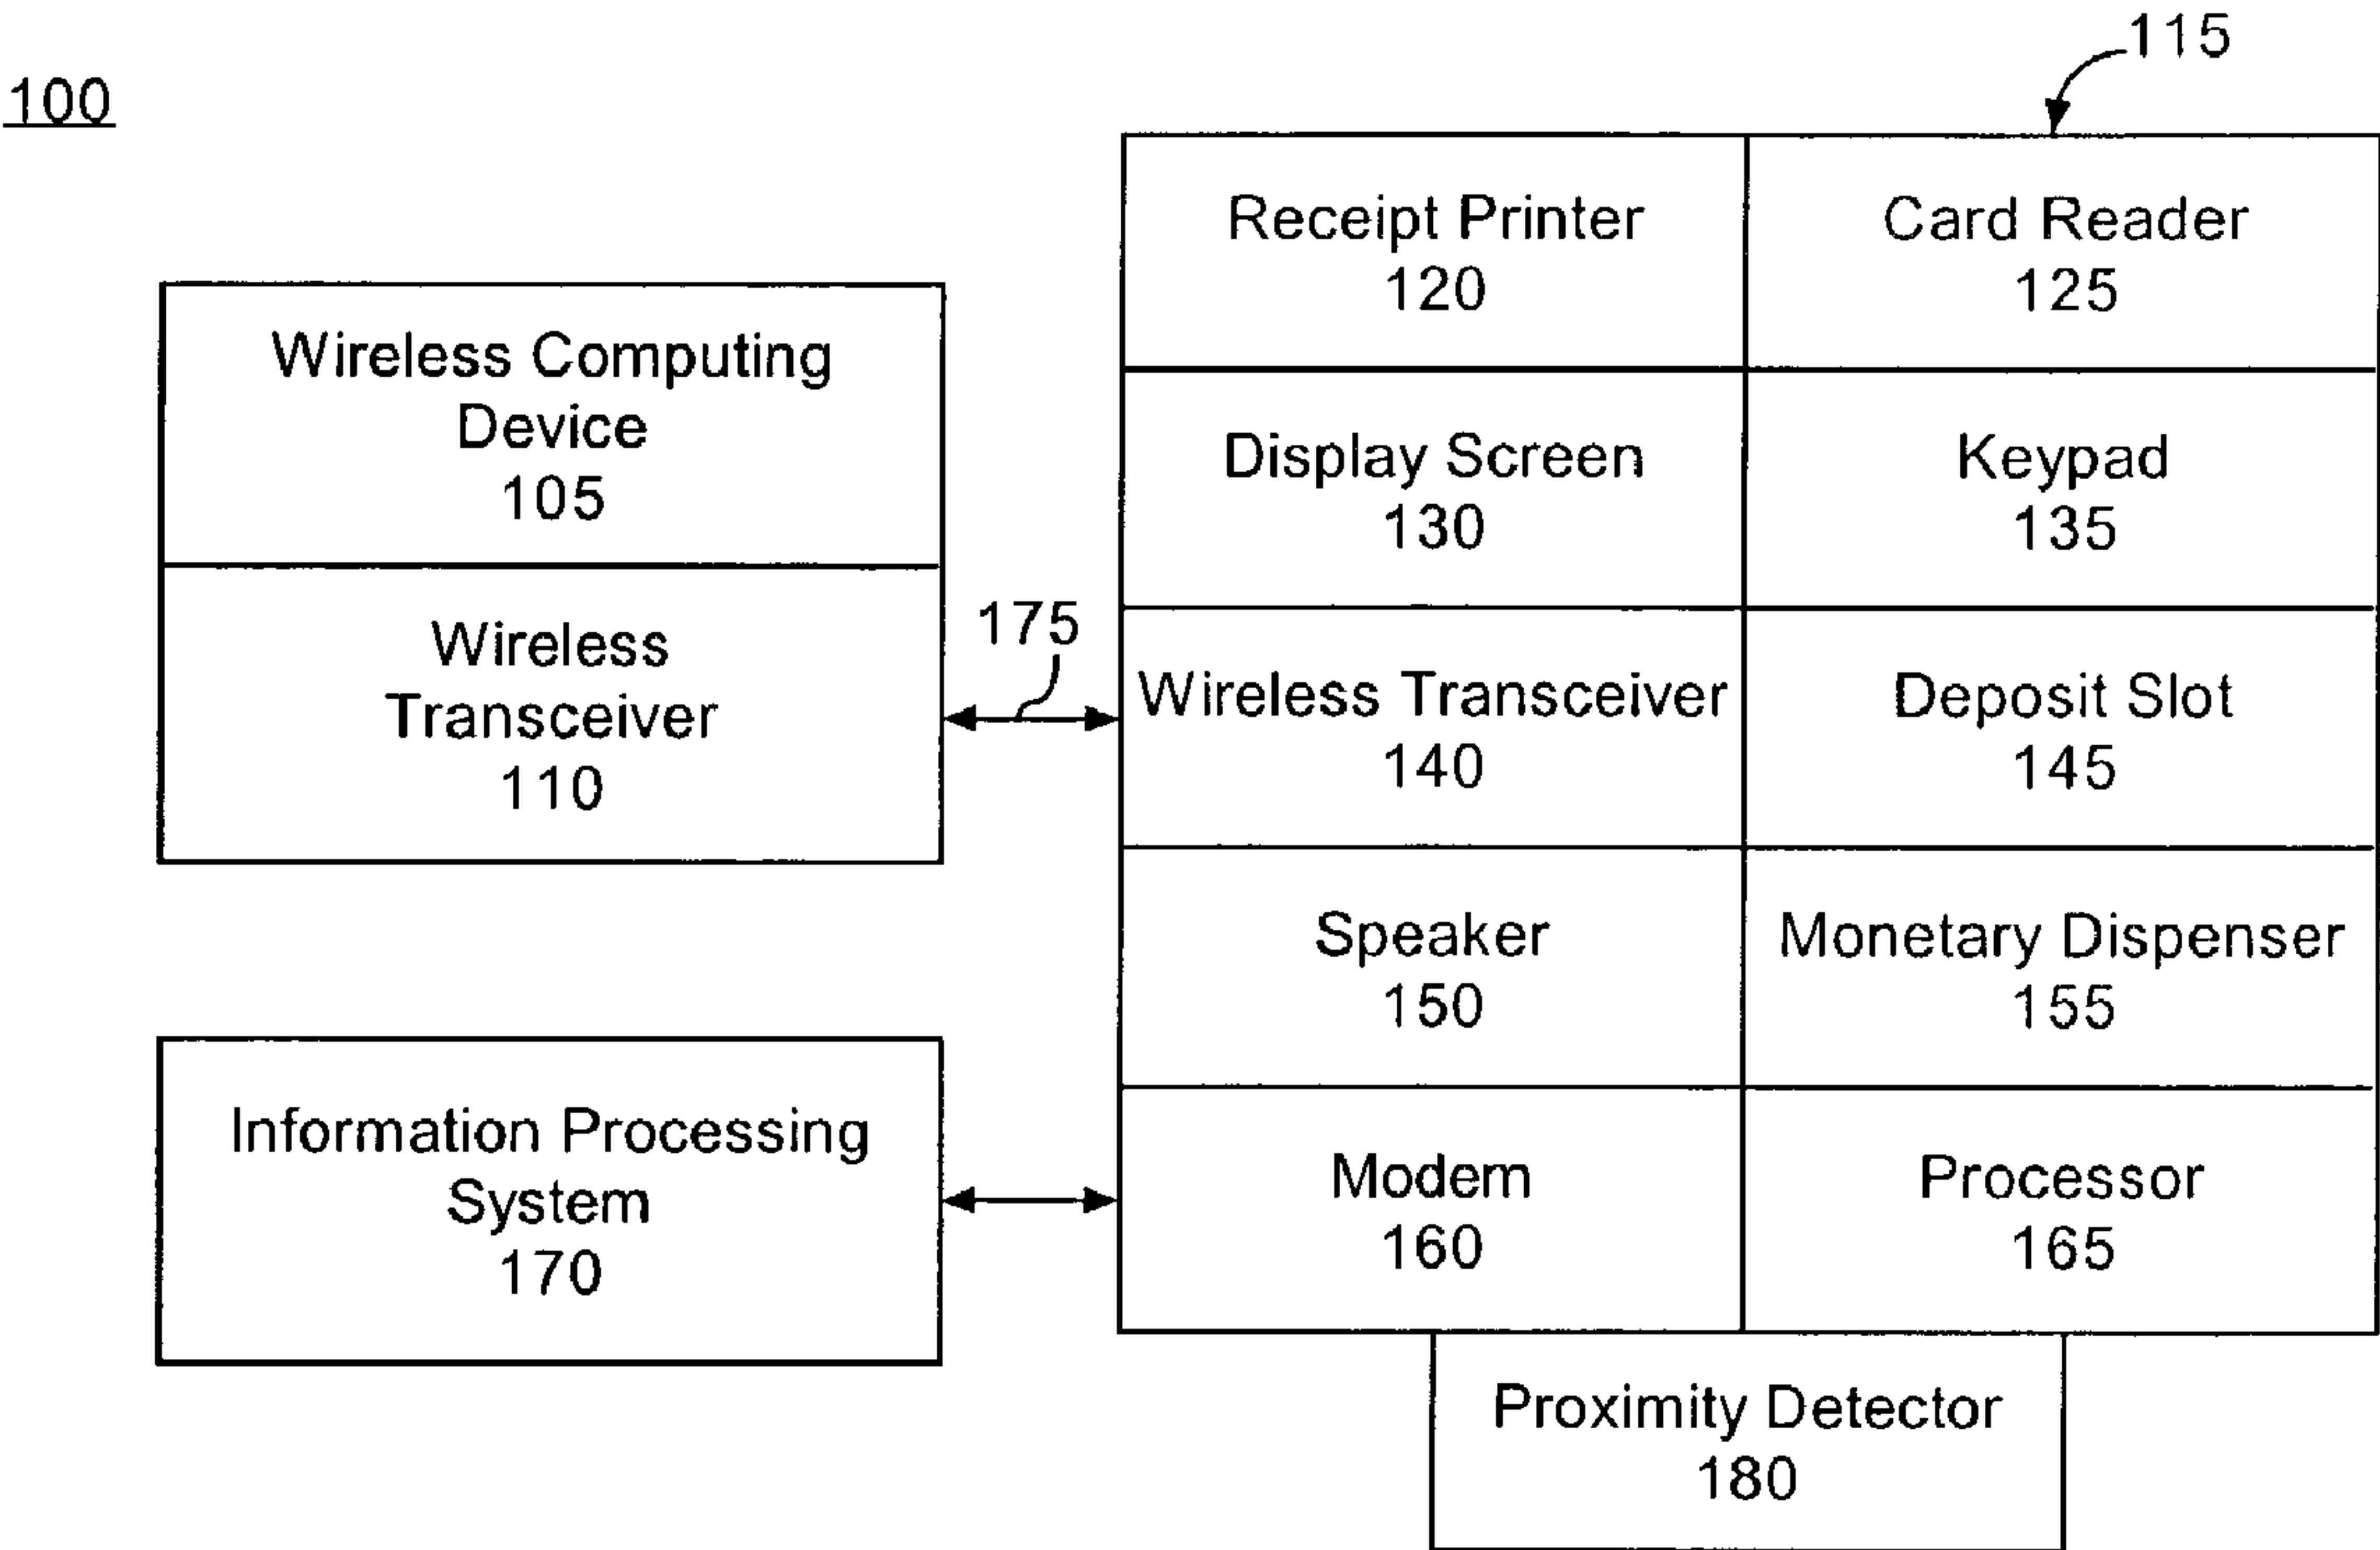 100
115
Receipt Printer
120
Card Reader
125
Wireless Computing
Device
105
Display Screen
130
Keypad
135
Wireless
Transceiver
110
175
Wireless Transceiver
140
Deposit Slot
145
Speaker
150
Monetary Dispenser
155
Information Processing
System
170
Modem
160
Processor
165
Proximity Detector
180